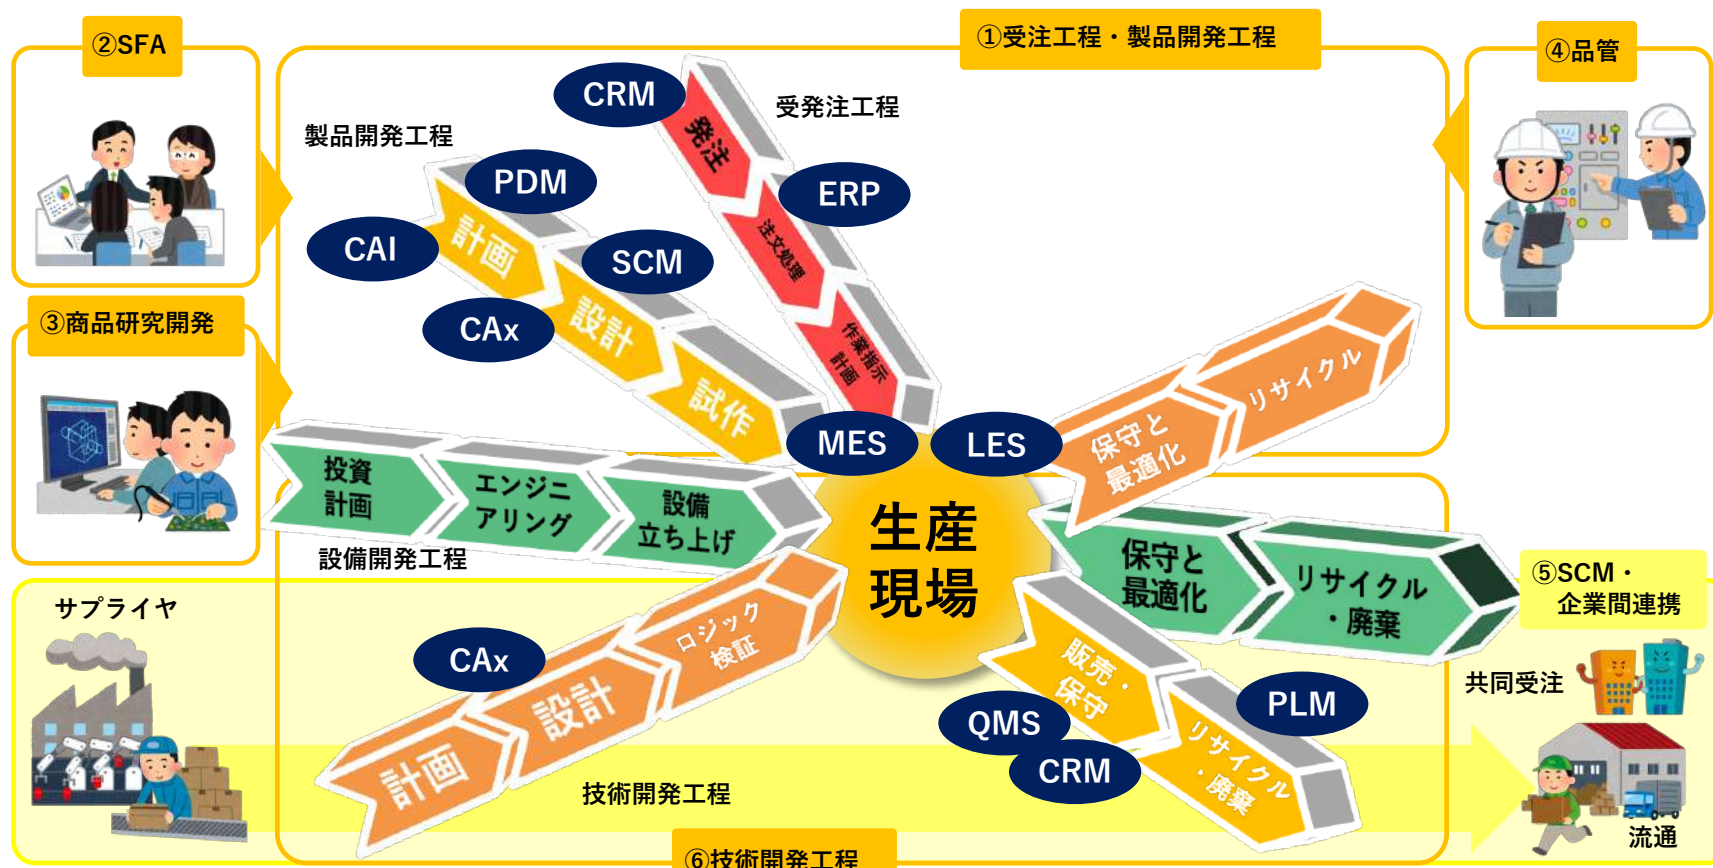 ②SFA
①受注工程・製品開発工程
④品管
CRM
受発注工程
製品開発工程
発注
PDM
ERP
計画
注文処理
CAI
SCM
CAx
設計
③商品研究開発
作業指示
計画
試作
リサイクル
MES
LES
保守と
最適化
投資
計画
エンジニ
アリング
設備
立ち上げ
生産
現場
設備開発工程
保守と
最適化
リサイクル
・廃棄
⑤SCM・
企業間連携
サプライヤ
ロジック
検証
CAx
設計
計画
販売・
保守
共同受注
QMS
PLM
CRM
リサイクル
・廃棄
技術開発工程
流通
⑥技術開発工程